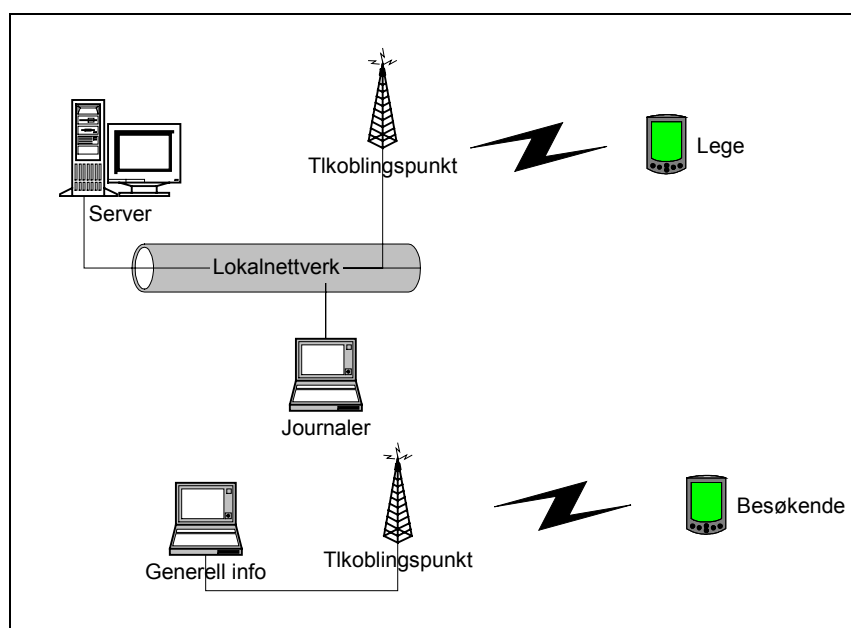 Tlkoblingspunkt
Lege
Server
Lokalnettverk
Journaler
Besøkende
Generell info
Tlkoblingspunkt